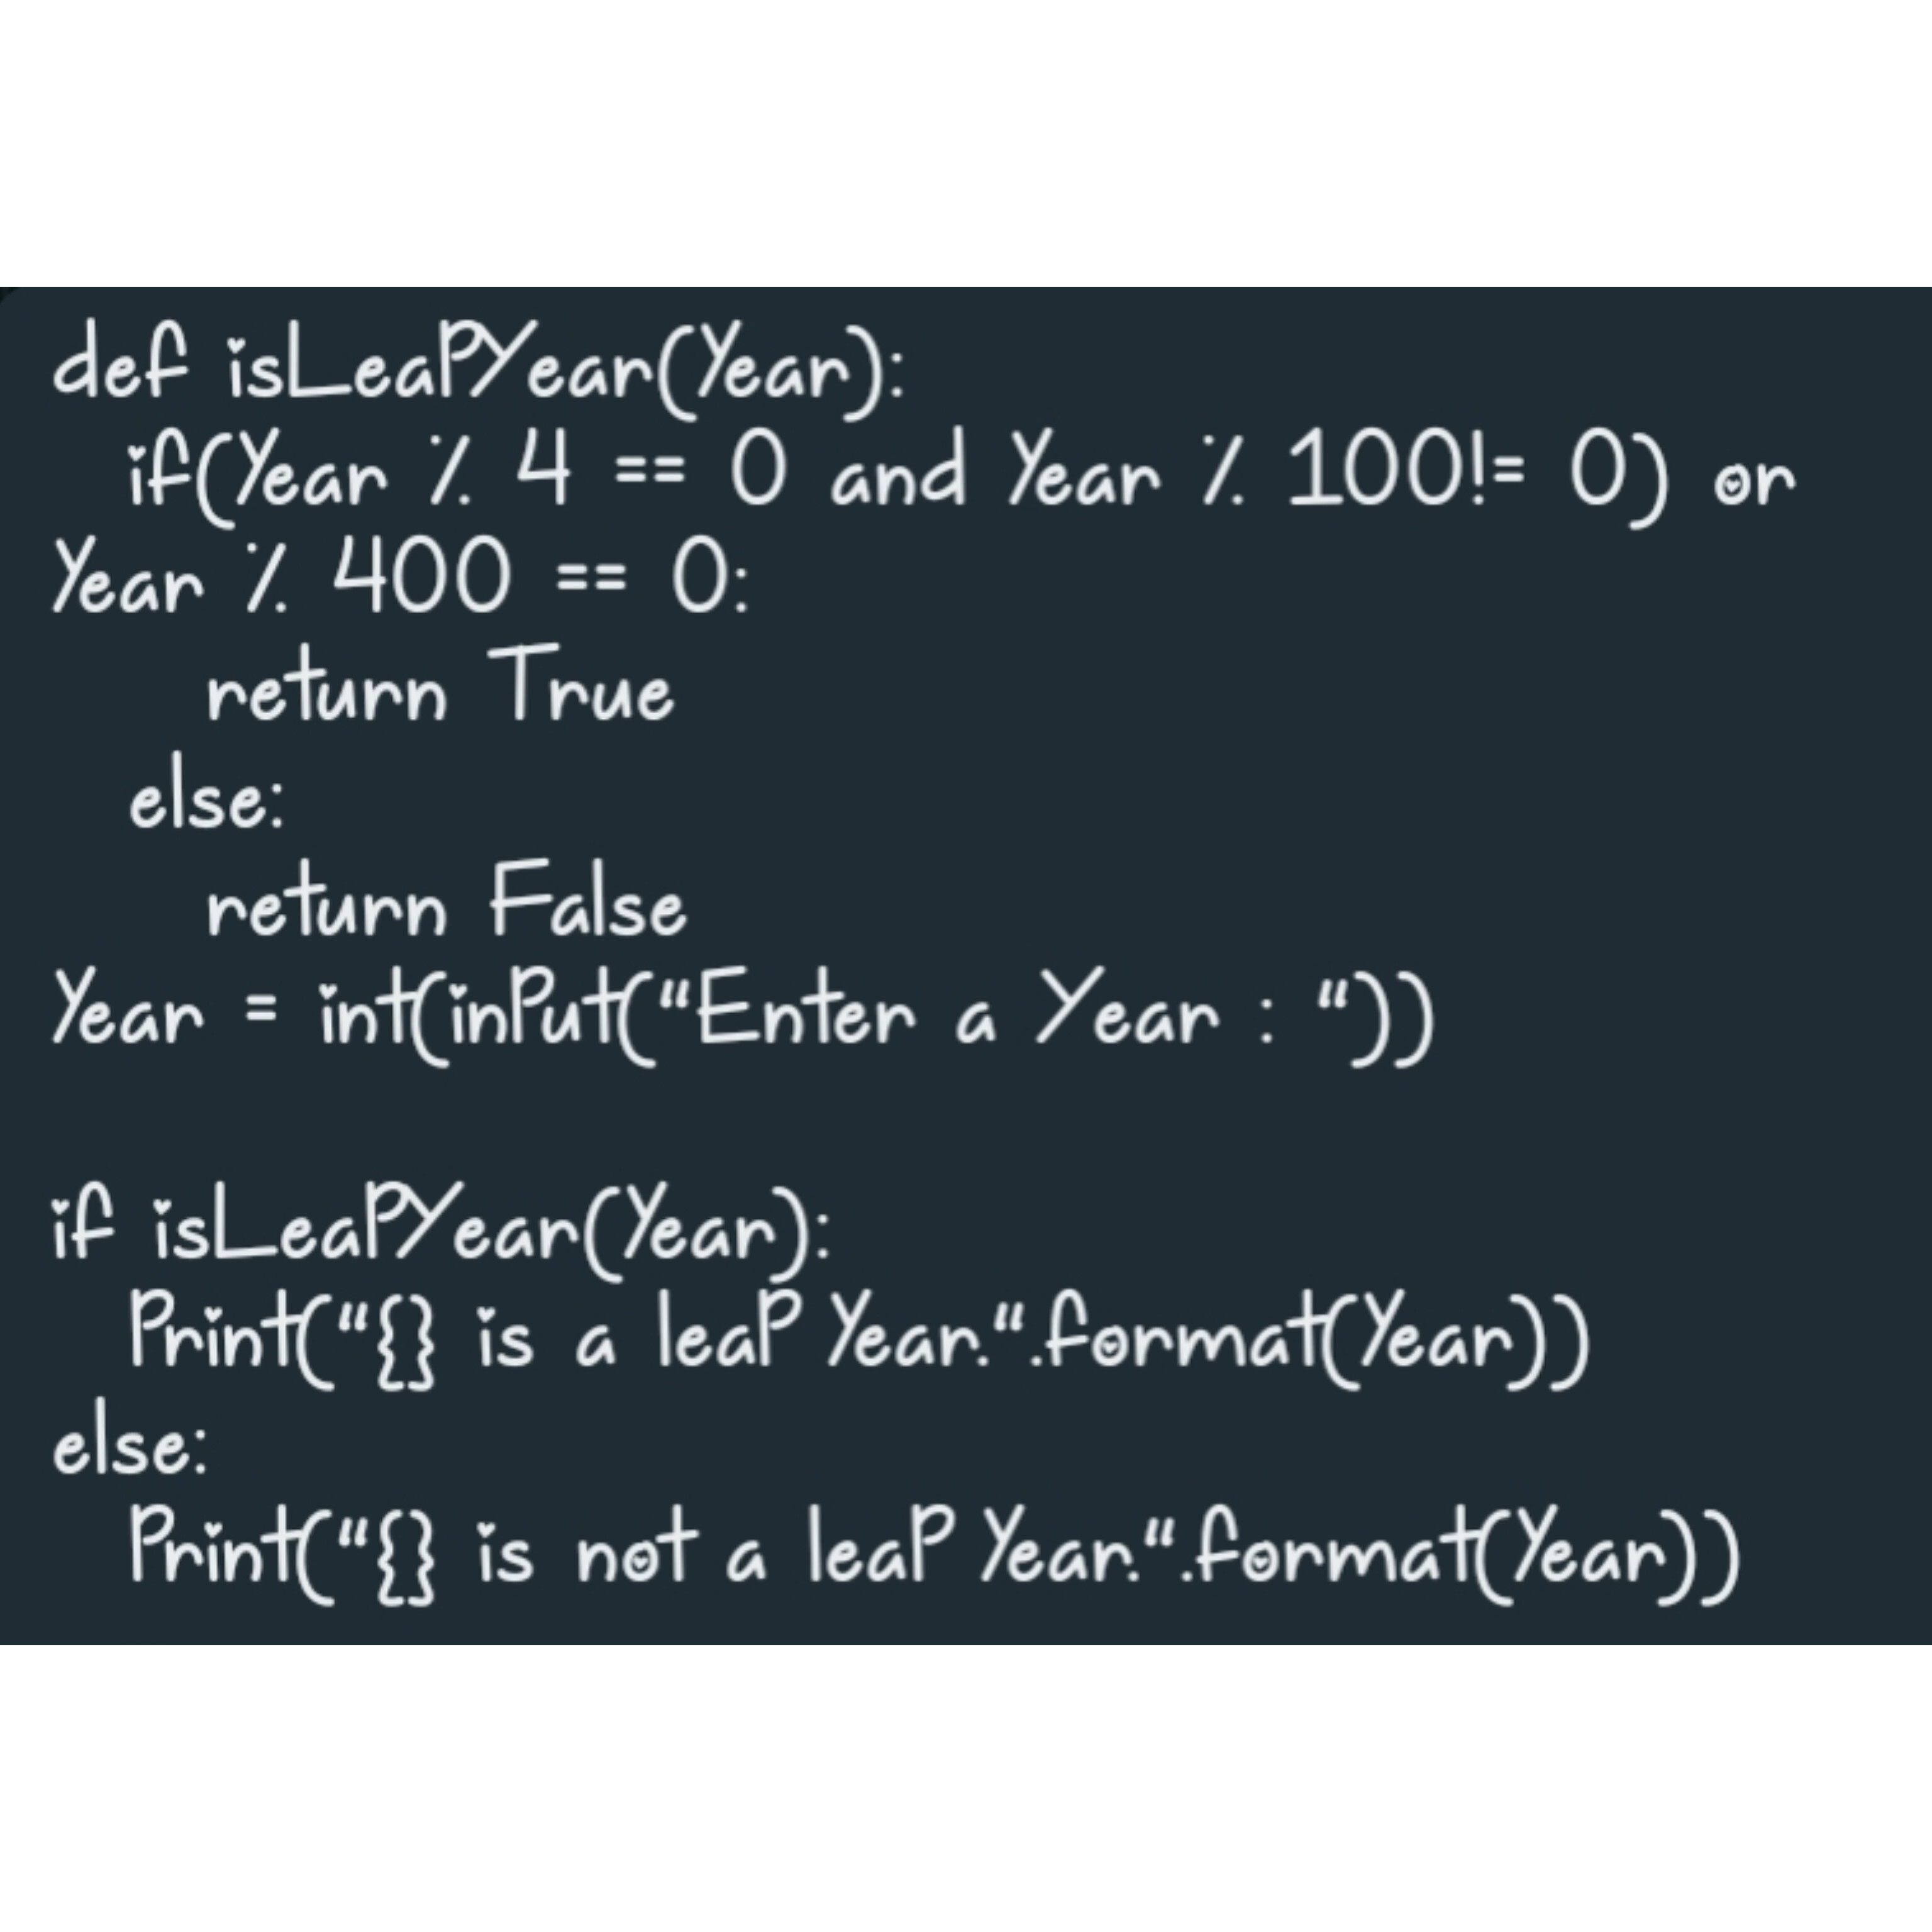 def isLeapYear(Year):
if(Year % 4 == 0 and Year % 100!= 0) or
Year % 400 == 0:
return True
else:
return False
Year = int(input("Enter a Year : "))
if isLeapYear(Year):
Print("{} is a leap Year.".format(Year))
else:
Print("{} is not a leap Year.".format(Year))